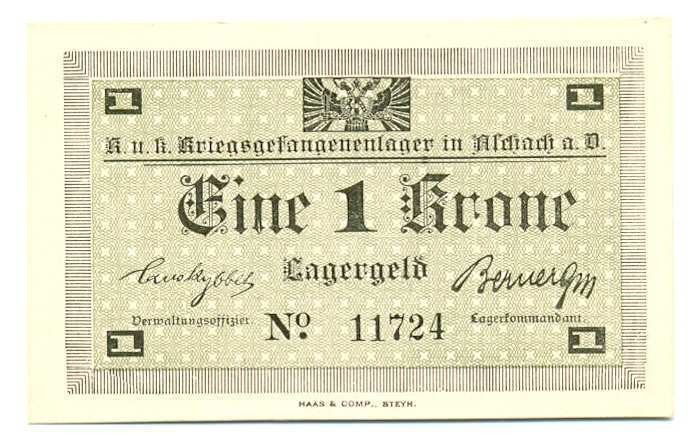 1 1
K. u. k. Kriegsgefangenenlager in Aschach a. D.
Eine 1 Krone
Lagergeld
Verwaltungsoffizier. Lagerkommandant.
No 11724
1 1
HAAS & COMP., STEYR.